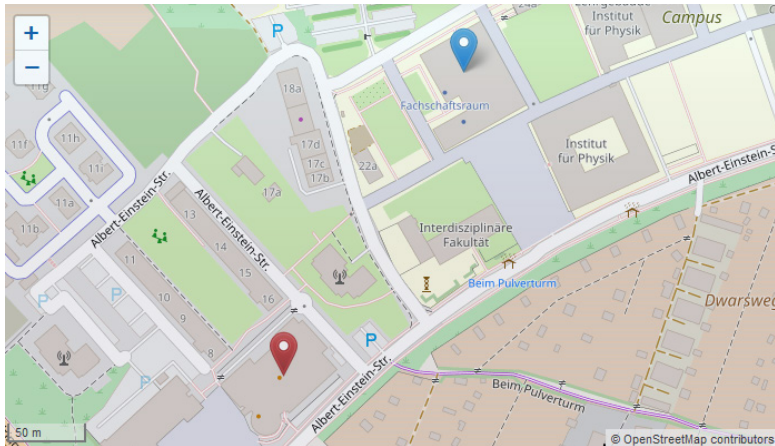 +
−
24a
Campus
Institut
für Physik
P
18a
Fachschaftsraum
11g
11f
11h
11i
17d
17c
17b
22a
Institut
für Physik
Albert-Einstein-S
17a
11a
11b
Albert-Einstein-Str.
Albert-Einstein-Str.
13
14
15
16
Interdisziplinäre
Fakultät
11
10
9
8
P
P
P
P
Beim Pulverturm
Dwarsweg
Albert-Einstein-Str.
Beim Pulverturm
50 m
© OpenStreetMap contributors